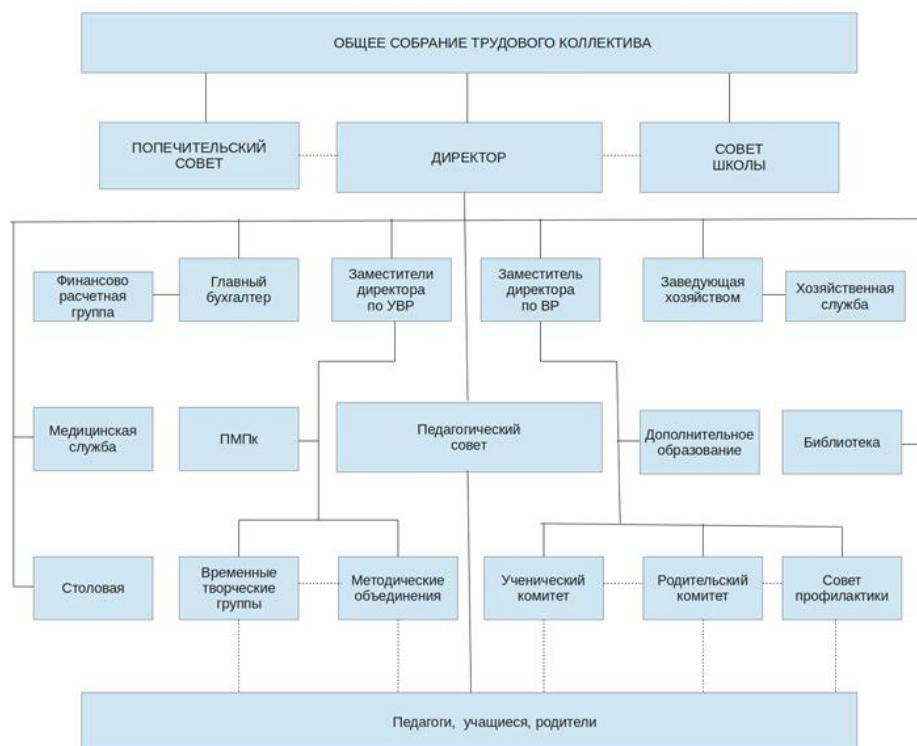 ОБЩЕЕ СОБРАНИЕ ТРУДОВОГО КОЛЛЕКТИВА
ПОПЕЧИТЕЛЬСКИЙ
СОВЕТ
ДИРЕКТОР
СОВЕТ
ШКОЛЫ
Финансово
расчетная
группа
Главный
бухгалтер
Заместители
директора
по УВР
Заместитель
директора
по ВР
Заведующая
хозяйством
Хозяйственная
служба
Медицинская
служба
ПМПк
Педагогический
совет
Дополнительное
образование
Библиотека
Столовая
Временные
творческие
группы
Методические
объединения
Ученический
комитет
Родительский
комитет
Совет
профилактики
Педагоги, учащиеся, родители